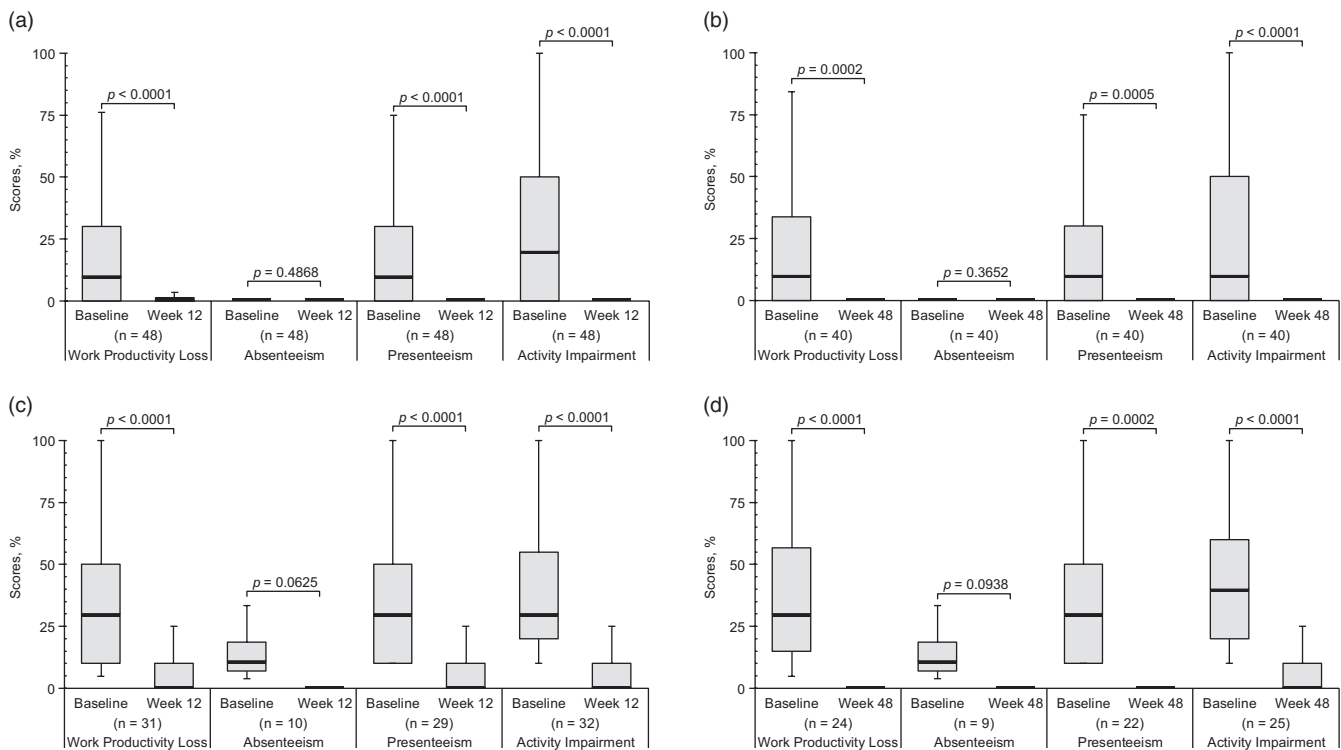 (a)
p < 0.0001
p < 0.0001
p < 0.0001
p = 0.4868
Scores, %
100
75
50
25
0
Baseline Week 12 Baseline Week 12 Baseline Week 12 Baseline Week 12
(n = 48) (n = 48) (n = 48) (n = 48)
Work Productivity Loss Absenteeism Presenteeism Activity Impairment
(b)
p < 0.0001
p = 0.0002
p = 0.0005
p = 0.3652
Scores, %
100
75
50
25
0
Baseline Week 48 Baseline Week 48 Baseline Week 48 Baseline Week 48
(n = 40) (n = 40) (n = 40) (n = 40)
Work Productivity Loss Absenteeism Presenteeism Activity Impairment
(c)
p < 0.0001 p < 0.0001 p < 0.0001
p = 0.0625
Scores, %
100
75
50
25
0
Baseline Week 12 Baseline Week 12 Baseline Week 12 Baseline Week 12
(n = 31) (n = 10) (n = 29) (n = 32)
Work Productivity Loss Absenteeism Presenteeism Activity Impairment
(d)
p < 0.0001 p = 0.0002 p < 0.0001
p = 0.0938
Scores, %
100
75
50
25
0
Baseline Week 48 Baseline Week 48 Baseline Week 48 Baseline Week 48
(n = 24) (n = 9) (n = 22) (n = 25)
Work Productivity Loss Absenteeism Presenteeism Activity Impairment